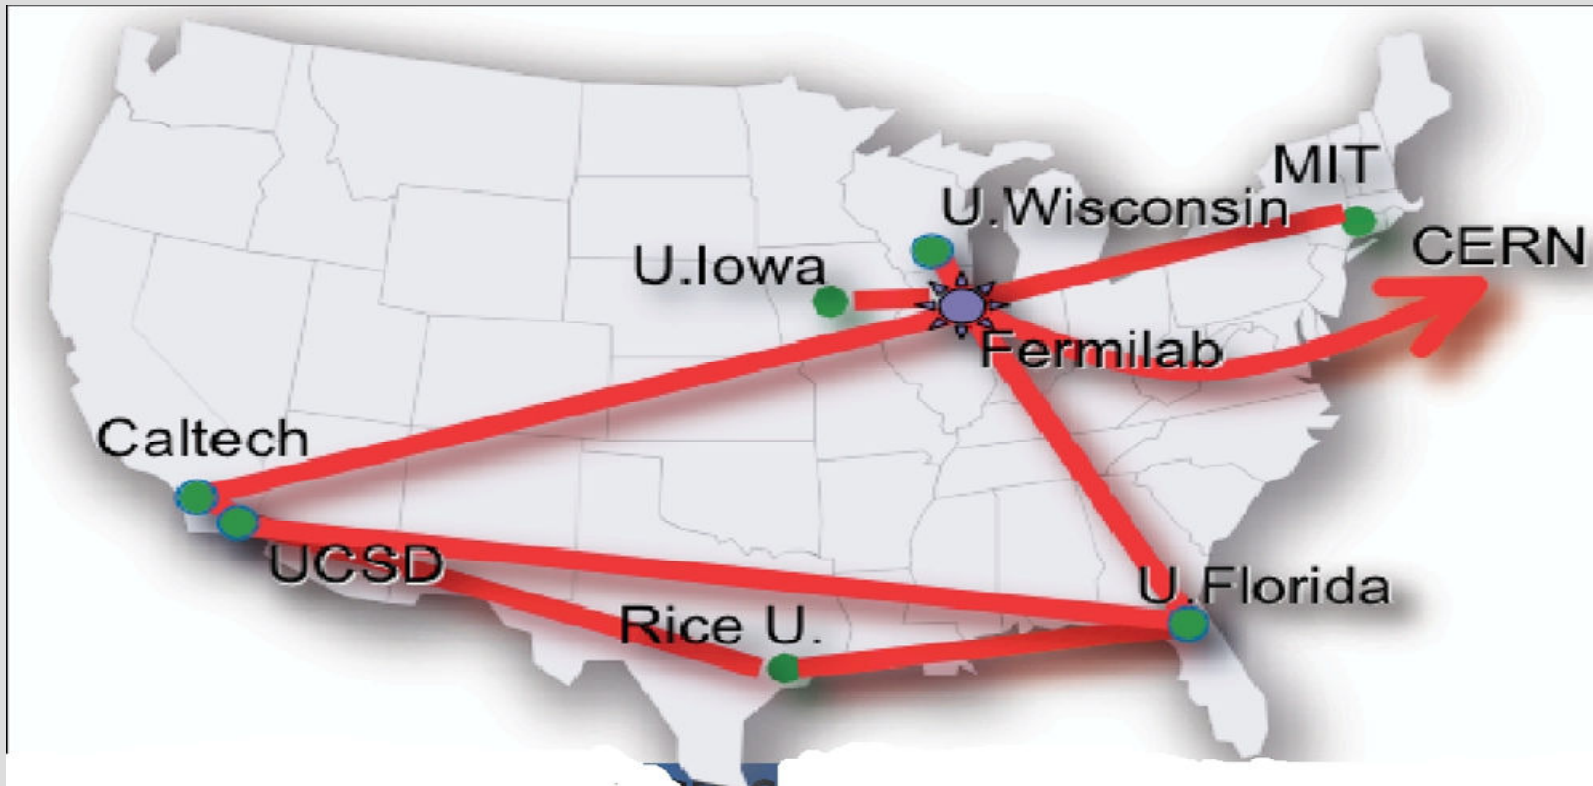 MIT
U.Wisconsin
CERN
U.Iowa
Fermilab
Caltech
UCSD
U.Florida
Rice U.